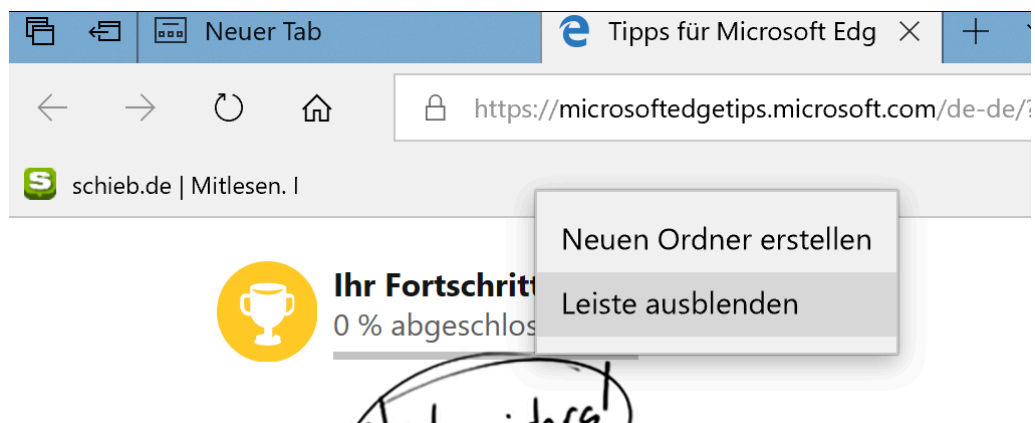 Neuer Tab
Tipps für Microsoft Edg
https://microsoftedgetips.microsoft.com/de-de/?
schieb.de | Mitlesen. I
Neuen Ordner erstellen
Leiste ausblenden
Ihr Fortschritt
0 % abgeschlos